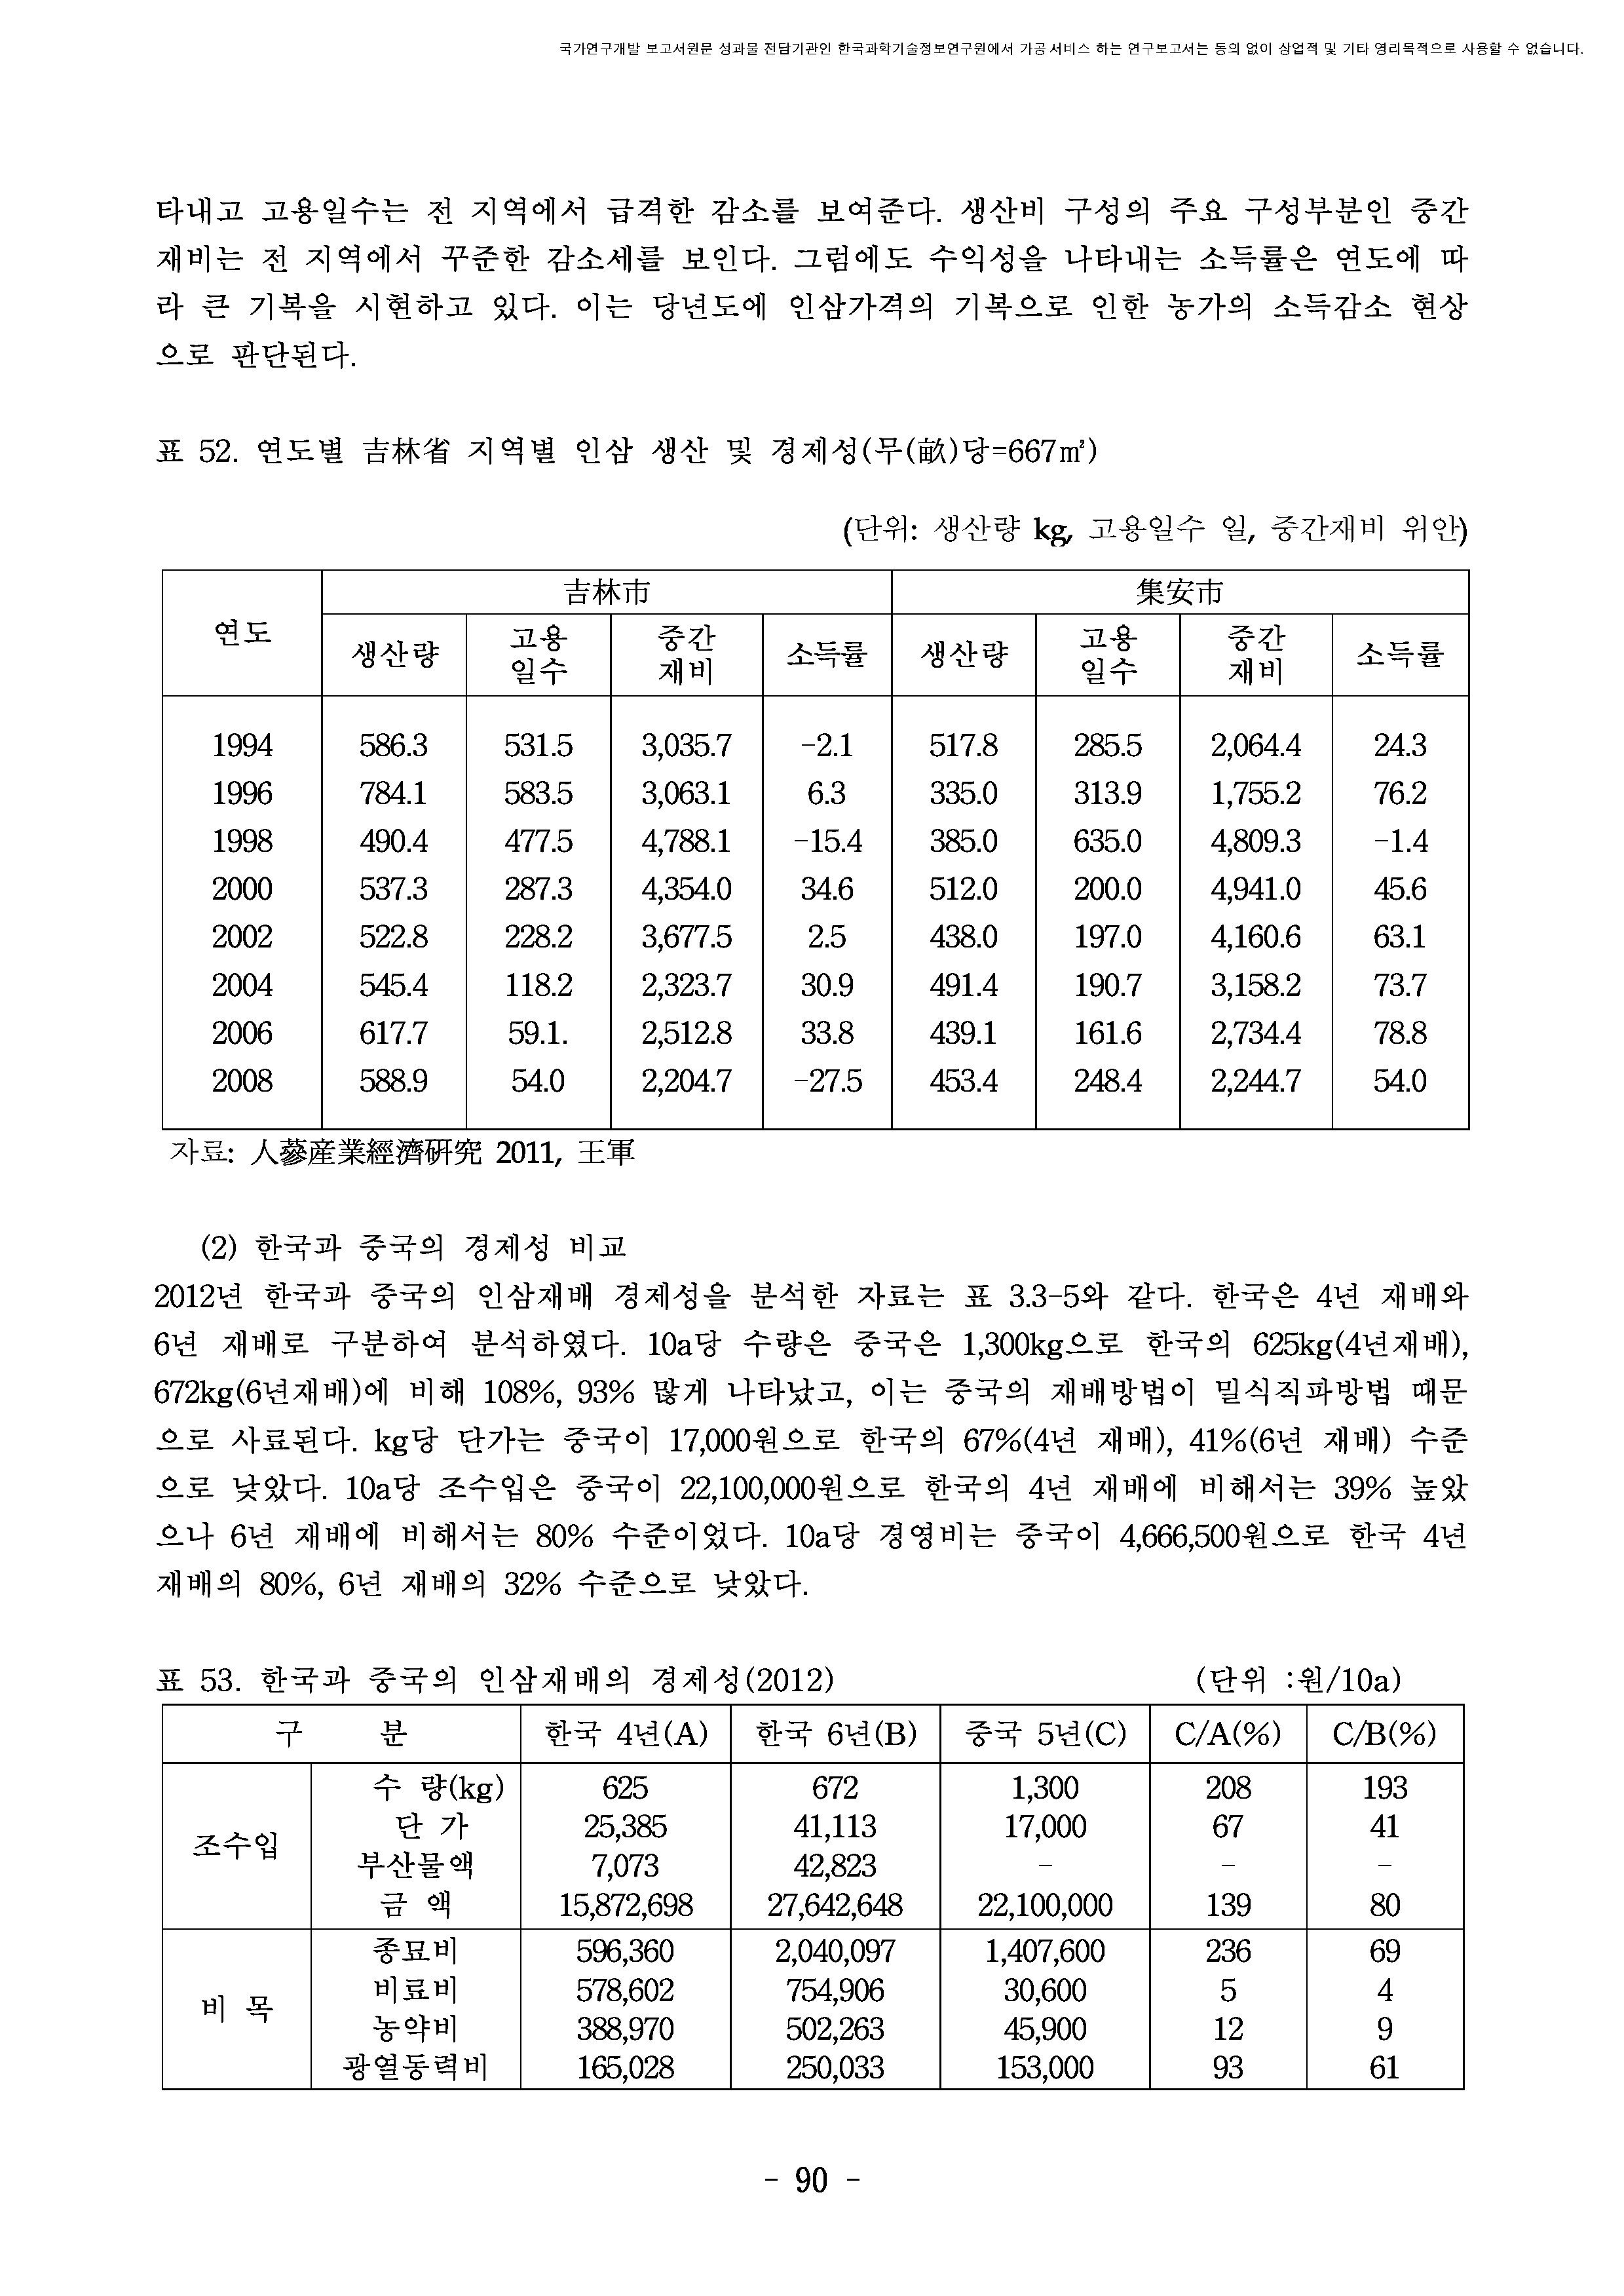 국가연구개발 보고서원문 성과물 전담기관인 한국과학기술정보연구원에서 가공·서비스 하는 연구보고서는 동의 없이 상업적 및 기타 영리목적으로 사용할 수 없습니다.
타내고 고용일수는 전 지역에서 급격한 감소를 보여준다. 생산비 구성의 주요 구성부분인 중간
재비는 전 지역에서 꾸준한 감소세를 보인다. 그럼에도 수익성을 나타내는 소득률은 연도에 따
라 큰 기복을 시현하고 있다. 이는 당년도에 인삼가격의 기복으로 인한 농가의 소득감소 현상
으로 판단된다.
표 52. 연도별 吉林省 지역별 인삼 생산 및 경제성(무(畝)당=667㎡)
(단위: 생산량 kg, 고용일수 일, 중간재비 위안)
연도 吉林市 集安市
생산량 고용 일수 중간 재비 소득률 생산량 고용 일수 중간 재비 소득률
1994 586.3 531.5 3,035.7 -2.1 517.8 285.5 2,064.4 24.3
1996 784.1 583.5 3,063.1 6.3 335.0 313.9 1,755.2 76.2
1998 490.4 477.5 4,788.1 -15.4 385.0 635.0 4,809.3 -1.4
2000 537.3 287.3 4,354.0 34.6 512.0 200.0 4,941.0 45.6
2002 522.8 228.2 3,677.5 2.5 438.0 197.0 4,160.6 63.1
2004 545.4 118.2 2,323.7 30.9 491.4 190.7 3,158.2 73.7
2006 617.7 59.1. 2,512.8 33.8 439.1 161.6 2,734.4 78.8
2008 588.9 54.0 2,204.7 -27.5 453.4 248.4 2,244.7 54.0
자료: 人蔘産業經濟硏究 2011, 王軍
(2) 한국과 중국의 경제성 비교
2012년 한국과 중국의 인삼재배 경제성을 분석한 자료는 표 3.3-5와 같다. 한국은 4년 재배와
6년 재배로 구분하여 분석하였다. 10a당 수량은 중국은 1,300kg으로 한국의 625kg(4년재배),
672kg(6년재배)에 비해 108%, 93% 많게 나타났고, 이는 중국의 재배방법이 밀식직파방법 때문
으로 사료된다. kg당 단가는 중국이 17,000원으로 한국의 67%(4년 재배), 41%(6년 재배) 수준
으로 낮았다. 10a당 조수입은 중국이 22,100,000원으로 한국의 4년 재배에 비해서는 39% 높았
으나 6년 재배에 비해서는 80% 수준이었다. 10a당 경영비는 중국이 4,666,500원으로 한국 4년
재배의 80%, 6년 재배의 32% 수준으로 낮았다.
표 53. 한국과 중국의 인삼재배의 경제성(2012) (단위 :원/10a)
구 분 한국 4년(A) 한국 6년(B) 중국 5년(C) C/A(%) C/B(%)
조수입 수 량(kg) 625 672 1,300 208 193
단 가 25,385 41,113 17,000 67 41
부산물액 7,073 42,823 - - -
금 액 15,872,698 27,642,648 22,100,000 139 80
비 목 종묘비 596,360 2,040,097 1,407,600 236 69
비료비 578,602 754,906 30,600 5 4
농약비 388,970 502,263 45,900 12 9
광열동력비 165,028 250,033 153,000 93 61
- 90 -